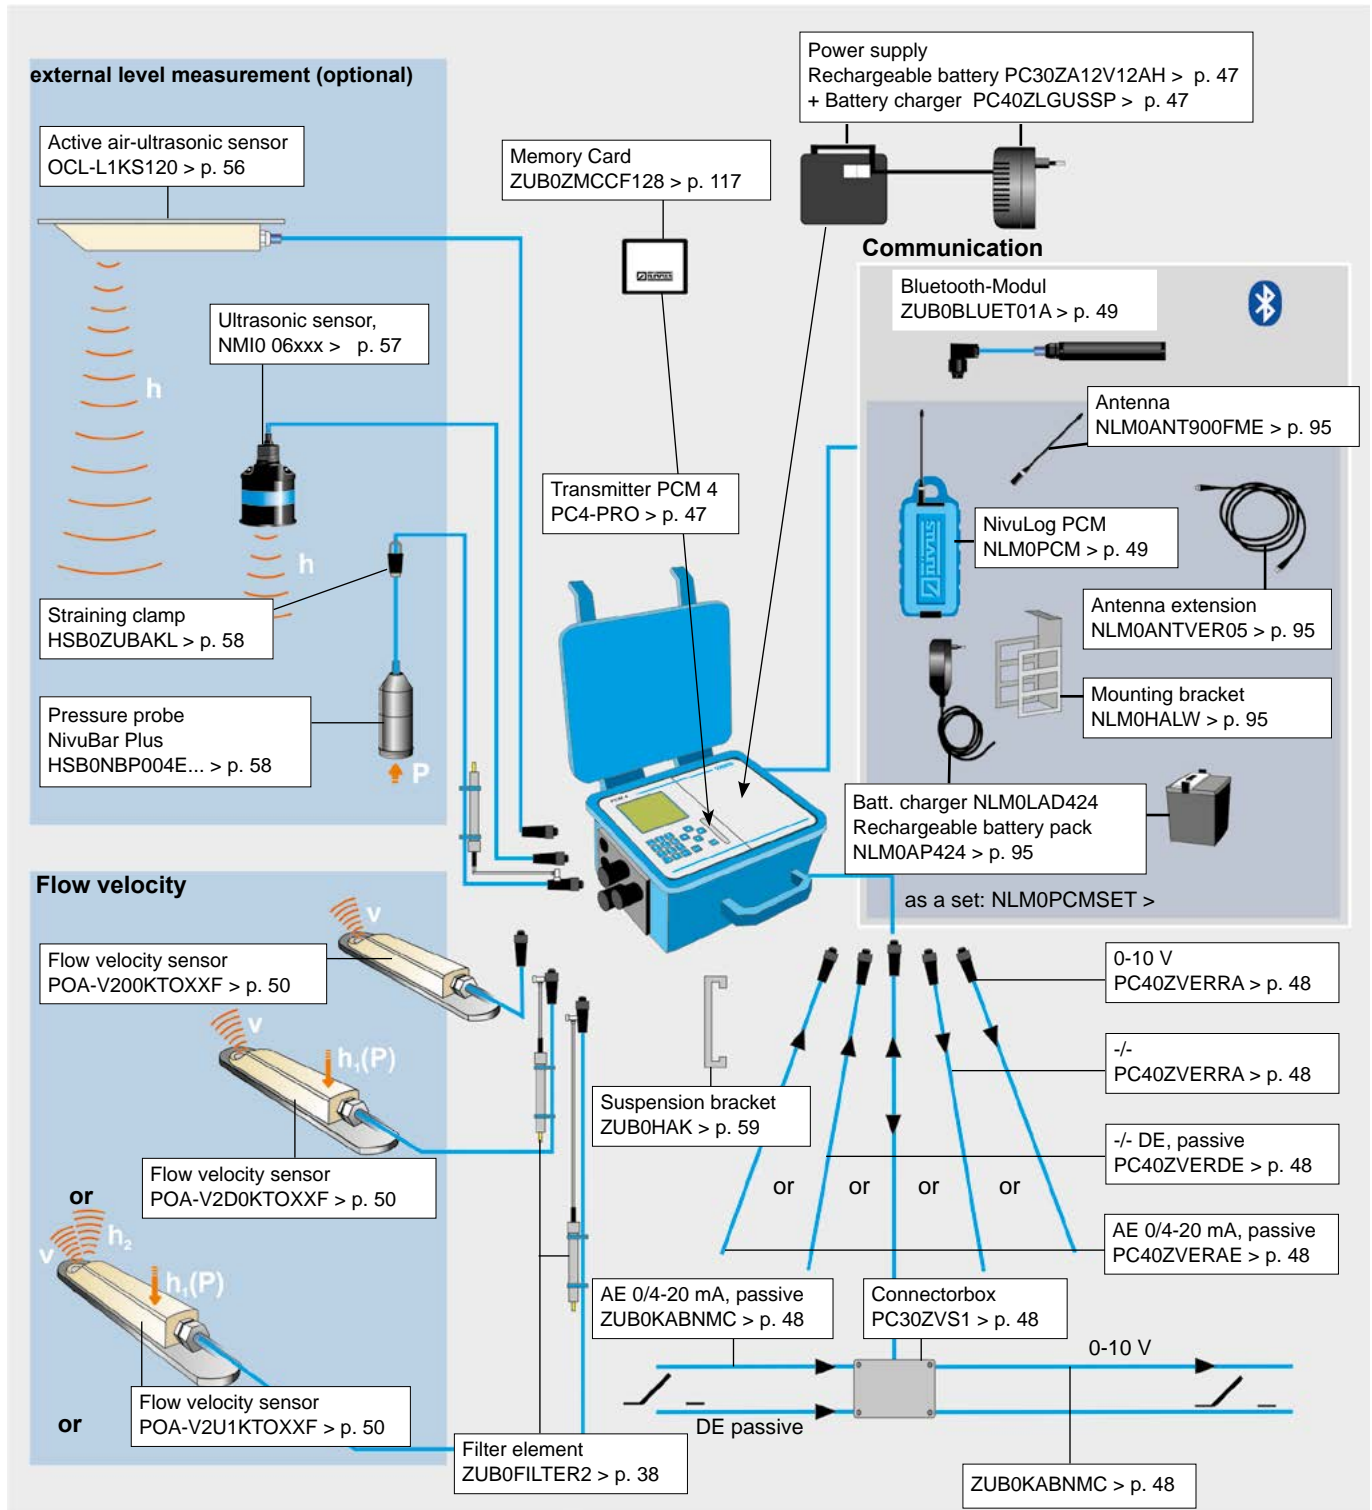 Power supply
Rechargeable battery PC30ZA12V12AH > p. 47
+ Battery charger PC40ZLGUSSP > p. 47
external level measurement (optional)
Active air-ultrasonic sensor
OCL-L1KS120 > p. 56
Memory Card
ZUB0ZMCCF128 > p. 117
nivus
Communication
Bluetooth-Modul
ZUB0BLUET01A > p. 49
Ultrasonic sensor,
NMI0 06xxx > p. 57
h
Antenna
NLM0ANT900FME > p. 95
Transmitter PCM 4
PC4-PRO > p. 47
nivus
NivuLog PCM
NLM0PCM > p. 49
h
Straining clamp
HSB0ZUBAKL > p. 58
Antenna extension
NLM0ANTVER05 > p. 95
Pressure probe
NivuBar Plus
HSB0NBP004E... > p. 58
P
Mounting bracket
NLM0HALW > p. 95
PCM 4
Batt. charger NLM0LAD424
Rechargeable battery pack
NLM0AP424 > p. 95
as a set: NLM0PCMSET >
Flow velocity
v
Flow velocity sensor
POA-V200KTOXXF > p. 50
0-10 V
PC40ZVERRA > p. 48
v
h₁(P)
-/-
PC40ZVERRA > p. 48
Suspension bracket
ZUB0HAK > p. 59
-/- DE, passive
PC40ZVERDE > p. 48
Flow velocity sensor
POA-V2D0KTOXXF > p. 50
or
or
or
or
or
v
h₂
h₁(P)
AE 0/4-20 mA, passive
PC40ZVERAE > p. 48
AE 0/4-20 mA, passive
ZUB0KABNMC > p. 48
Connectorbox
PC30ZVS1 > p. 48
0-10 V
Flow velocity sensor
POA-V2U1KTOXXF > p. 50
or
DE passive
Filter element
ZUB0FILTER2 > p. 38
ZUB0KABNMC > p. 48